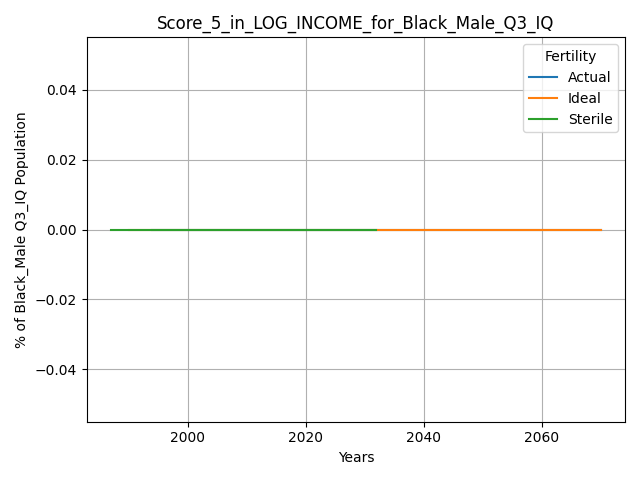 Score_5_in_LOG_INCOME_for_Black_Male_Q3_IQ
Fertility
Actual
Ideal
Sterile
% of Black_Male Q3_IQ Population
0.04
0.02
0.00
−0.02
−0.04
2000 2020 2040 2060
Years